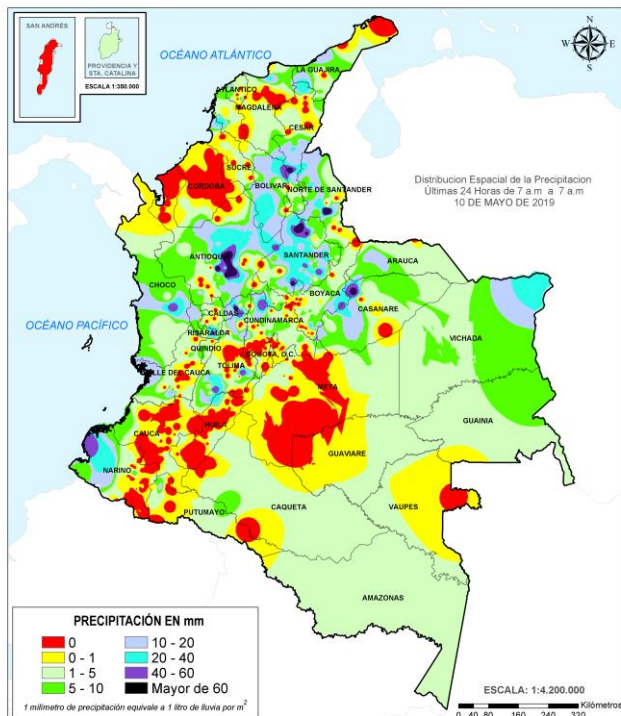 SAN ANDRÉS
PROVIDENCIA Y
STA. CATALINA
ESCALA 1:350.000
OCÉANO ATLÁNTICO
N
W
E
S
LA GUAJIRA
ATLANTICO
MAGDALENA
CESAR
SUCRE
CORDOBA
BOLIVAR
NORTE DE SANTANDER
Distribucion Espacial de la Precipitacion
Últimas 24 Horas de 7 a.m a 7 a.m
10 DE MAYO DE 2019
ANTIOQUIA
SANTANDER
ARAUCA
CHOCO
BOYACA
CASANARE
CALDAS
CUNDINAMARCA
OCÉANO PACÍFICO
RISARALDA
VICHADA
QUINDIO
BOGOTA, D.C.
TOLIMA
VALLE DEL CAUCA
META
GUAINIA
CAUCA
HUILA
GUAVIARE
NARIÑO
CAQUETA
VAUPES
PUTUMAYO
AMAZONAS
PRECIPITACIÓN EN mm
0
10 - 20
0 - 1
20 - 40
1 - 5
40 - 60
5 - 10
Mayor de 60
1 milímetro de precipitación equivale a 1 litro de lluvia por m²
ESCALA: 1:4.200.000
Kilómetros
0 40 80 160 240 320